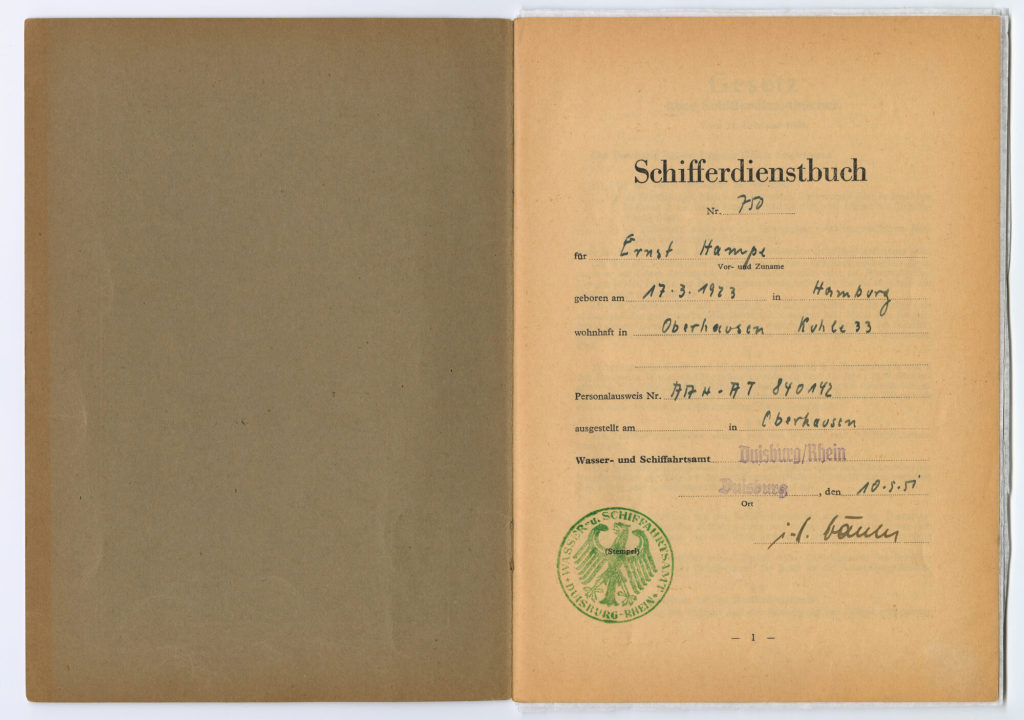 Schifferdienstbuch
Nr. 750
für Ernst Hampe
Vor- und Zuname
geboren am 17.3.1923 in Hamburg
wohnhaft in Oberhausen Kuhle 33
Personalausweis Nr. AAH-AT 840142
ausgestellt am in Oberhausen
Wasser- und Schiffahrtsamt Duisburg/Rhein
Duisburg, den 10.5.51
Ort
WASSER- u. SCHIFFAHRTSAMT
(Stempel)
DUISBURG-RHEIN
— 1 —